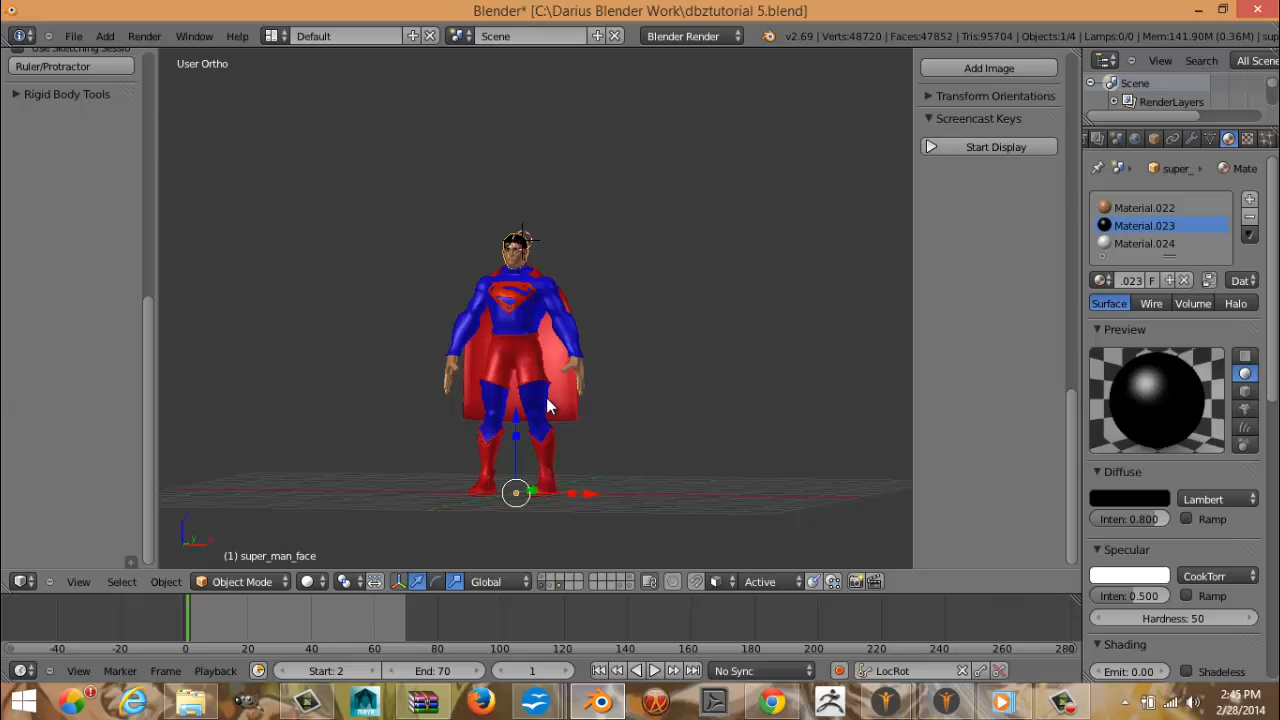 Blender* [C:\Darius Blender Work\dbztutorial 5.blend]
File Add Render Window Help Default Scene Blender Render v2.69 | Verts:48720 | Faces:47852 | Tris:95704 | Objects:1/4 | Lamps:0/0 | Mem:141.90M (0.36M) | sup
Ruler/Protractor
Rigid Body Tools
User Ortho
(1) super_man_face
Add Image
Transform Orientations
Screencast Keys
Start Display
View Search All Scene
Scene
RenderLayers
super_ Mate
Material.022
Material.023
Material.024
.023 F Dat
Surface Wire Volume Halo
Preview
Diffuse
Lambert
Inten: 0.800 Ramp
Specular
CookTorr
Inten: 0.500 Ramp
Hardness: 50
Shading
Emit: 0.00 Shadeless
View Select Object Object Mode Global Active
-40 -20 0 20 40 60 80 100 120 140 160 180 200 220 240 260 280
View Marker Frame Playback Start: 2 End: 70 1 No Sync LocRot
2:45 PM
2/28/2014